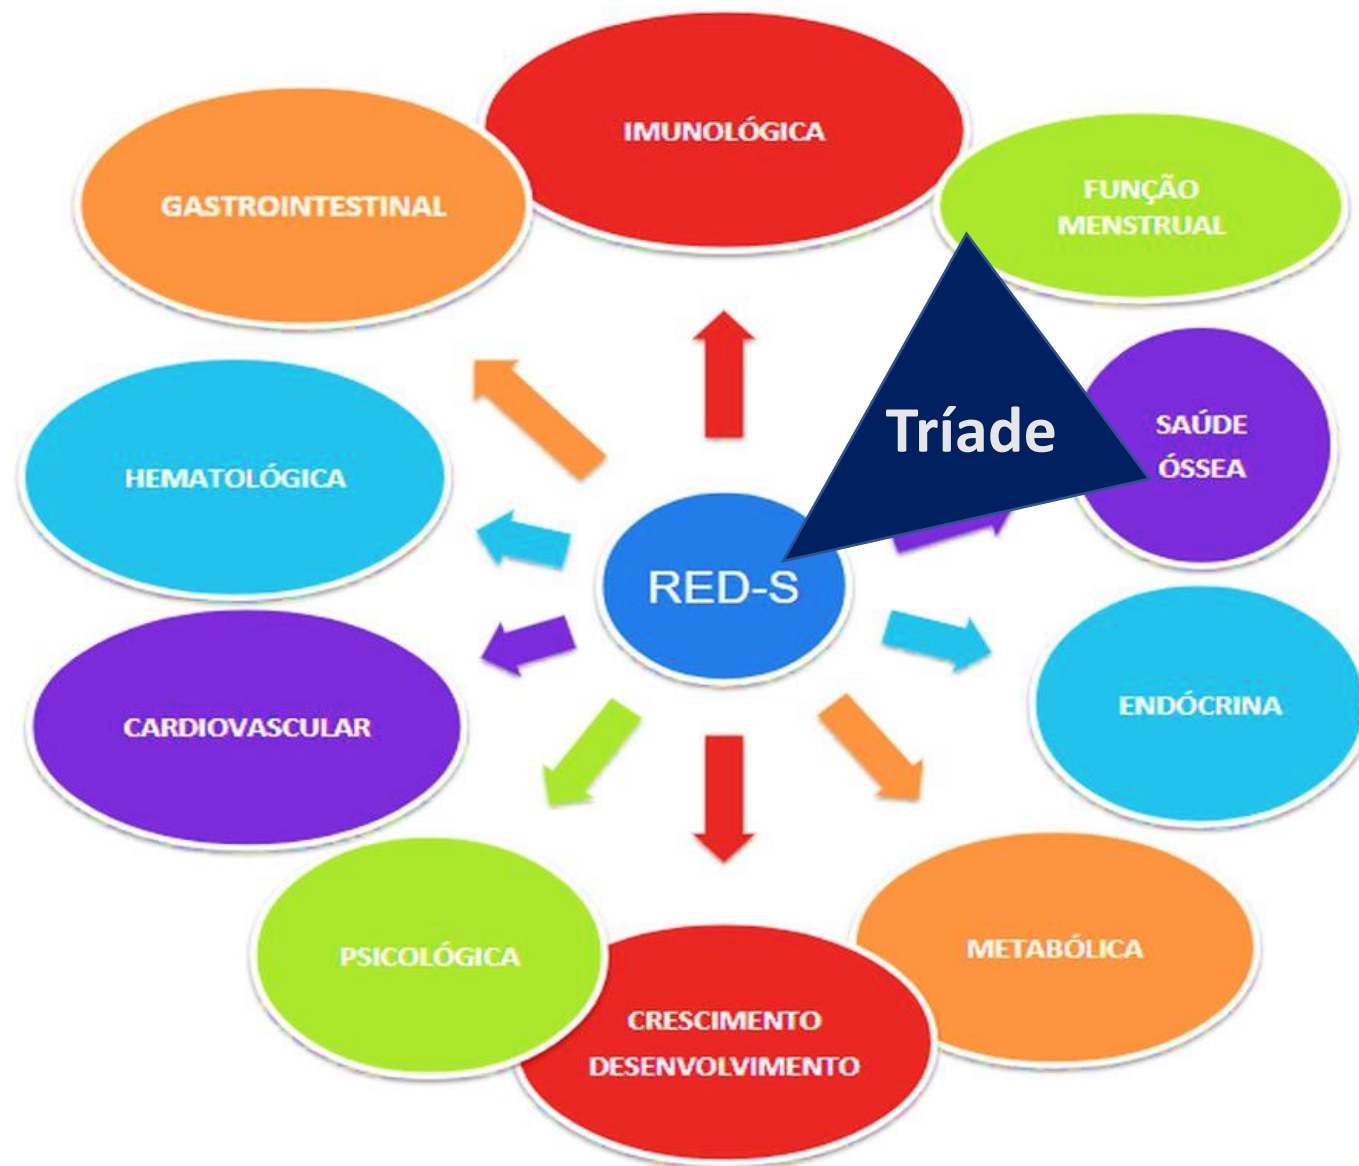 IMUNOLÓGICA
FUNÇÃO
MENSTRUAL
GASTROINTESTINAL
Tríade
SAÚDE
ÓSSEA
HEMATOLÓGICA
RED-S
ENDÓCRINA
CARDIOVASCULAR
METABÓLICA
PSICOLÓGICA
CRESCIMENTO
DESENVOLVIMENTO